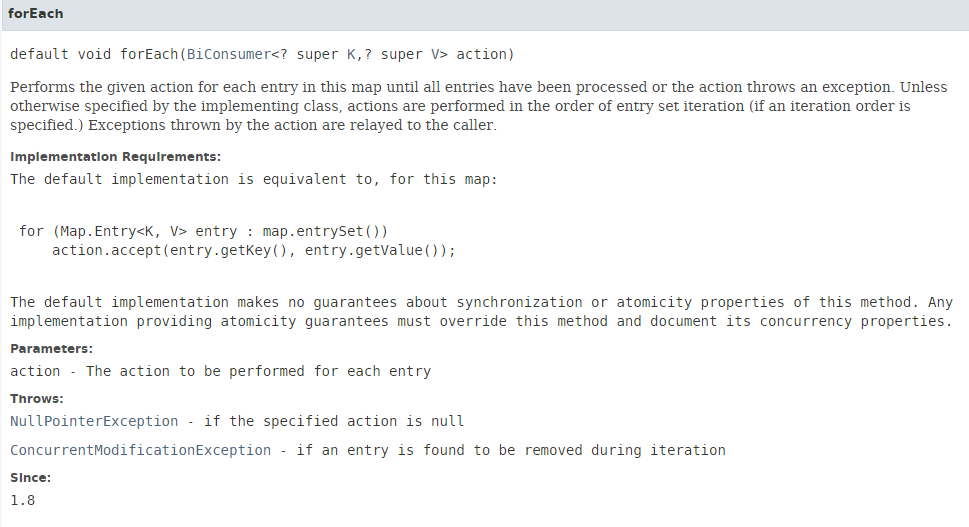 forEach
default void forEach(BiConsumer<? super K,? super V> action)
Performs the given action for each entry in this map until all entries have been processed or the action throws an exception. Unless
otherwise specified by the implementing class, actions are performed in the order of entry set iteration (if an iteration order is
specified.) Exceptions thrown by the action are relayed to the caller.
Implementation Requirements:
The default implementation is equivalent to, for this map:
for (Map.Entry<K, V> entry : map.entrySet())
    action.accept(entry.getKey(), entry.getValue());
The default implementation makes no guarantees about synchronization or atomicity properties of this method. Any
implementation providing atomicity guarantees must override this method and document its concurrency properties.
Parameters:
action - The action to be performed for each entry
Throws:
NullPointerException - if the specified action is null
ConcurrentModificationException - if an entry is found to be removed during iteration
Since:
1.8